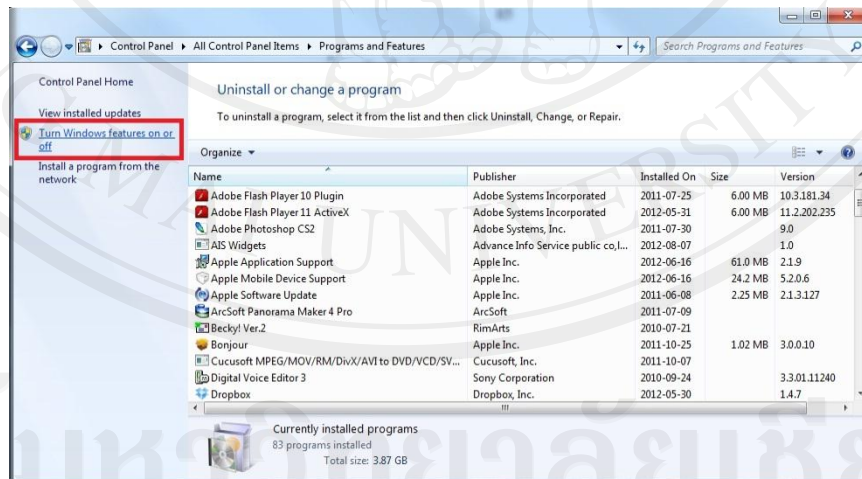 Control Panel ▸ All Control Panel Items ▸ Programs and Features
Search Programs and Features
Control Panel Home
View installed updates
Turn Windows features on or
off
Install a program from the
network
Uninstall or change a program
To uninstall a program, select it from the list and then click Uninstall, Change, or Repair.
Organize
Name Publisher Installed On Size Version
Adobe Flash Player 10 Plugin Adobe Systems Incorporated 2011-07-25 6.00 MB 10.3.181.34
Adobe Flash Player 11 ActiveX Adobe Systems Incorporated 2012-05-31 6.00 MB 11.2.202.235
Adobe Photoshop CS2 Adobe Systems, Inc. 2011-07-30 9.0
AIS Widgets Advance Info Service public co,l... 2012-08-07 1.0
Apple Application Support Apple Inc. 2012-06-16 61.0 MB 2.1.9
Apple Mobile Device Support Apple Inc. 2012-06-16 24.2 MB 5.2.0.6
Apple Software Update Apple Inc. 2011-06-08 2.25 MB 2.1.3.127
ArcSoft Panorama Maker 4 Pro ArcSoft 2011-07-09
Becky! Ver.2 RimArts 2010-07-21
Bonjour Apple Inc. 2011-10-25 1.02 MB 3.0.0.10
Cucusoft MPEG/MOV/RM/DivX/AVI to DVD/VCD/SV... Cucusoft, Inc. 2011-10-07
Digital Voice Editor 3 Sony Corporation 2010-09-24 3.3.01.11240
Dropbox Dropbox, Inc. 2012-05-30 1.4.7
Currently installed programs
83 programs installed
Total size: 3.87 GB
UNIVERSITY